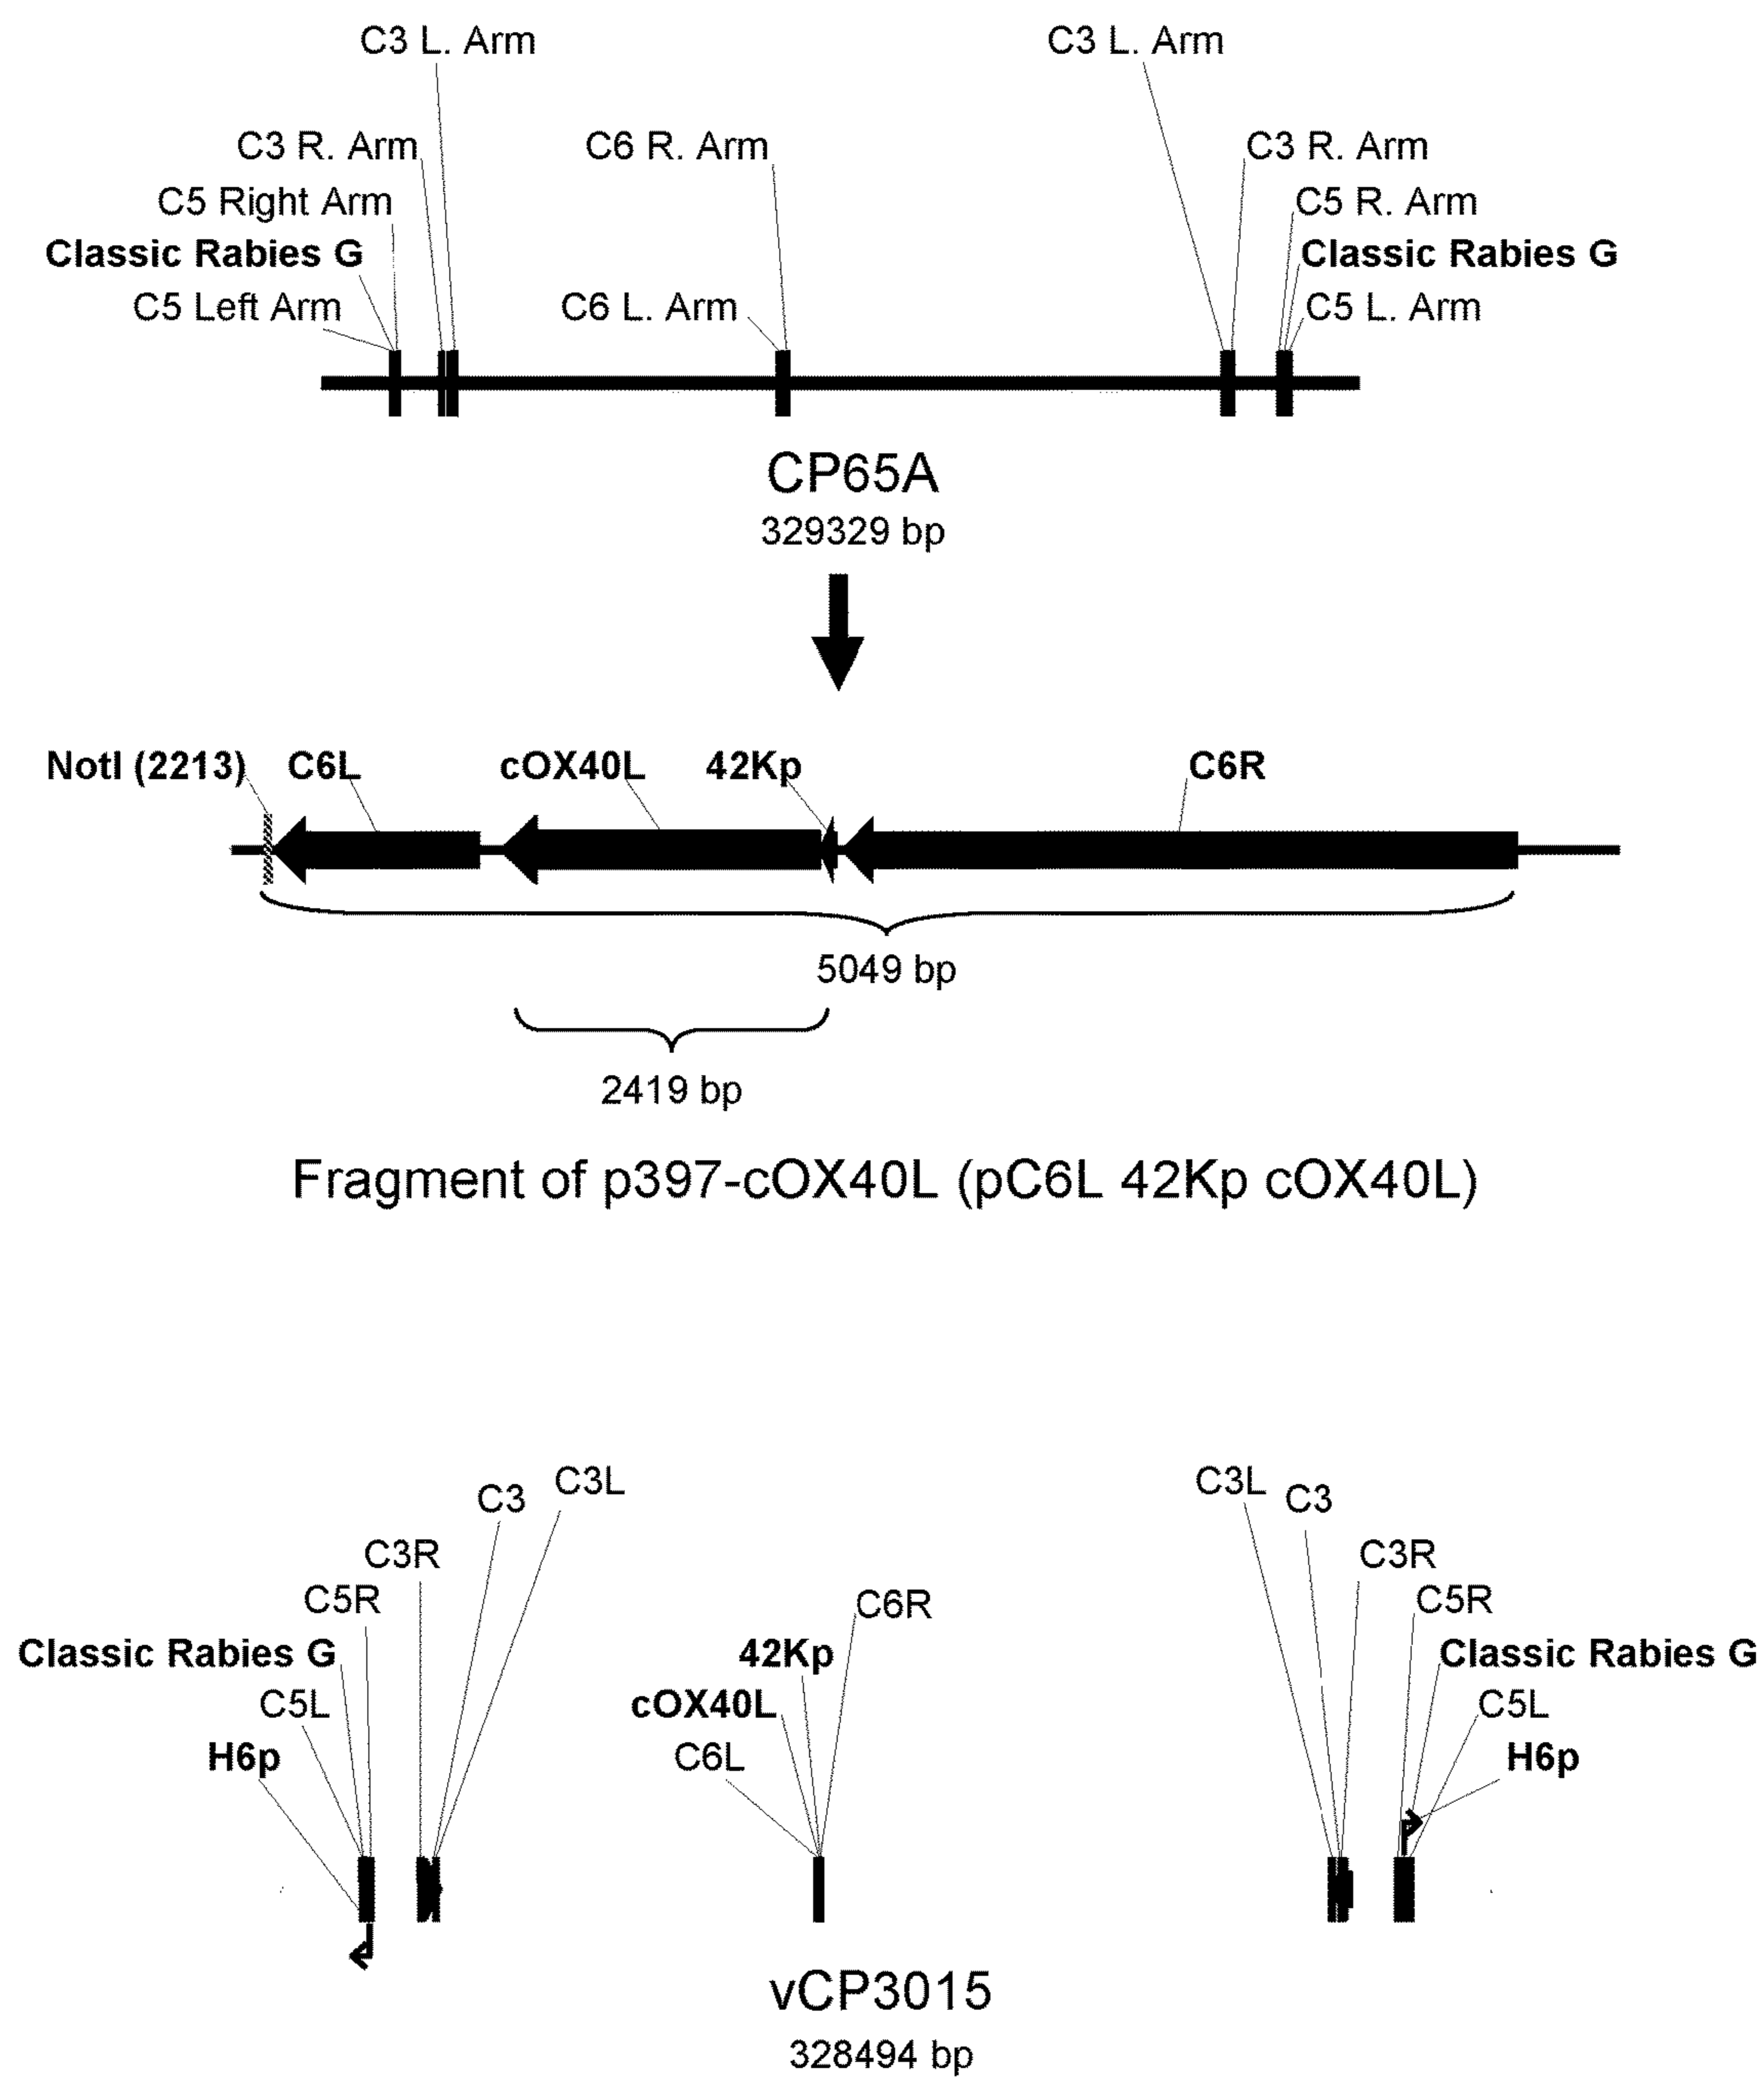 C3 L. Arm
C3 L. Arm
C3 R. Arm
C6 R. Arm
C3 R. Arm
C5 Right Arm
C5 R. Arm
Classic Rabies G
Classic Rabies G
C5 Left Arm
C6 L. Arm
C5 L. Arm
CP65A
329329 bp
NotI (2213)
C6L
cOX40L
42Kp
C6R
5049 bp
2419 bp
Fragment of p397-cOX40L (pC6L 42Kp cOX40L)
C3L
C3
C3L
C3
C3R
C3R
C5R
C6R
C5R
Classic Rabies G
42Kp
Classic Rabies G
C5L
cOX40L
C5L
H6p
C6L
H6p
vCP3015
328494 bp